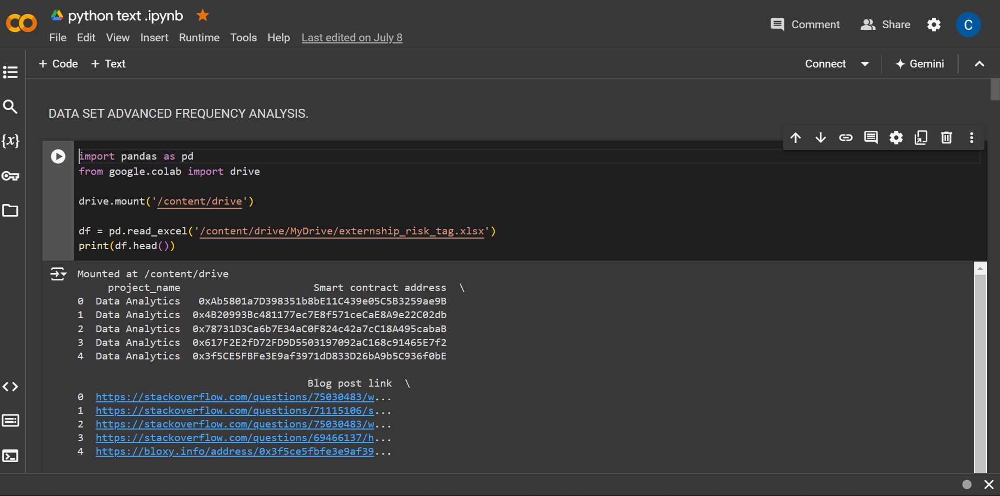 python text .ipynb
Comment
Share
C
File Edit View Insert Runtime Tools Help Last edited on July 8
+ Code + Text
Connect
Gemini
{x}
DATA SET ADVANCED FREQUENCY ANALYSIS.
import pandas as pd
from google.colab import drive
drive.mount('/content/drive')
df = pd.read_excel('/content/drive/MyDrive/externship_risk_tag.xlsx')
print(df.head())
Mounted at /content/drive
project_name Smart contract address \
0 Data Analytics 0xAb5801a7D398351b8bE11C439e05C5B3259ae9B
1 Data Analytics 0x4B20993Bc481177ec7E8f571ceCaE8A9e22C02db
2 Data Analytics 0x78731D3Ca6b7E34aC0F824c42a7cC18A495cabaB
3 Data Analytics 0x617F2E2fD72FD9D5503197092aC168c91465E7f2
4 Data Analytics 0x3f5CE5FBFe3E9af3971dD833D26bA9b5C936f0bE
Blog post link \
0 https://stackoverflow.com/questions/75030483/w...
1 https://stackoverflow.com/questions/71115106/s...
2 https://stackoverflow.com/questions/75030483/w...
3 https://stackoverflow.com/questions/69466137/h...
4 https://bloxy.info/address/0x3f5ce5fbfe3e9af39...